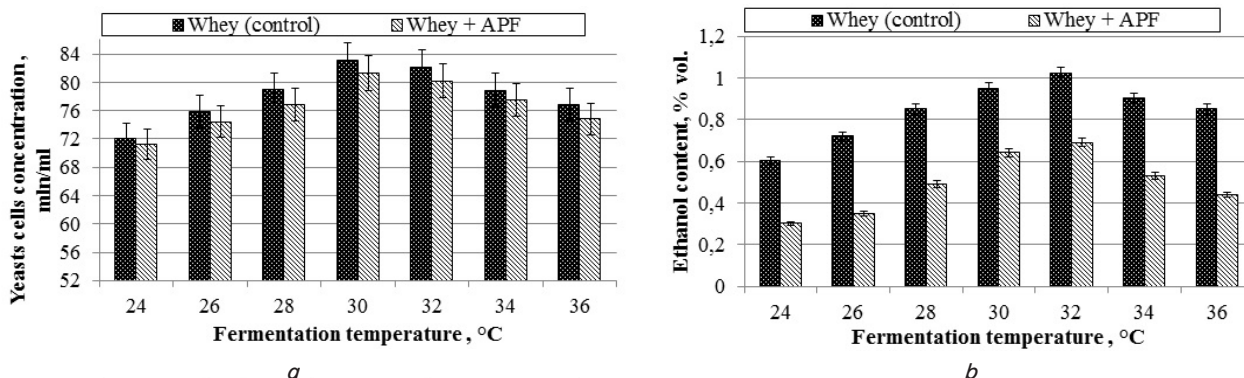 Whey (control) Whey + APF
Yeasts cells concentration ,
mln/ml
84
80
76
72
68
64
60
56
52
24 26 28 30 32 34 36
Fermentation temperature , °C
a
Whey (control) Whey + APF
Ethanol content, % vol.
1,2
1
0,8
0,6
0,4
0,2
0
24 26 28 30 32 34 36
Fermentation temperature , °C
b